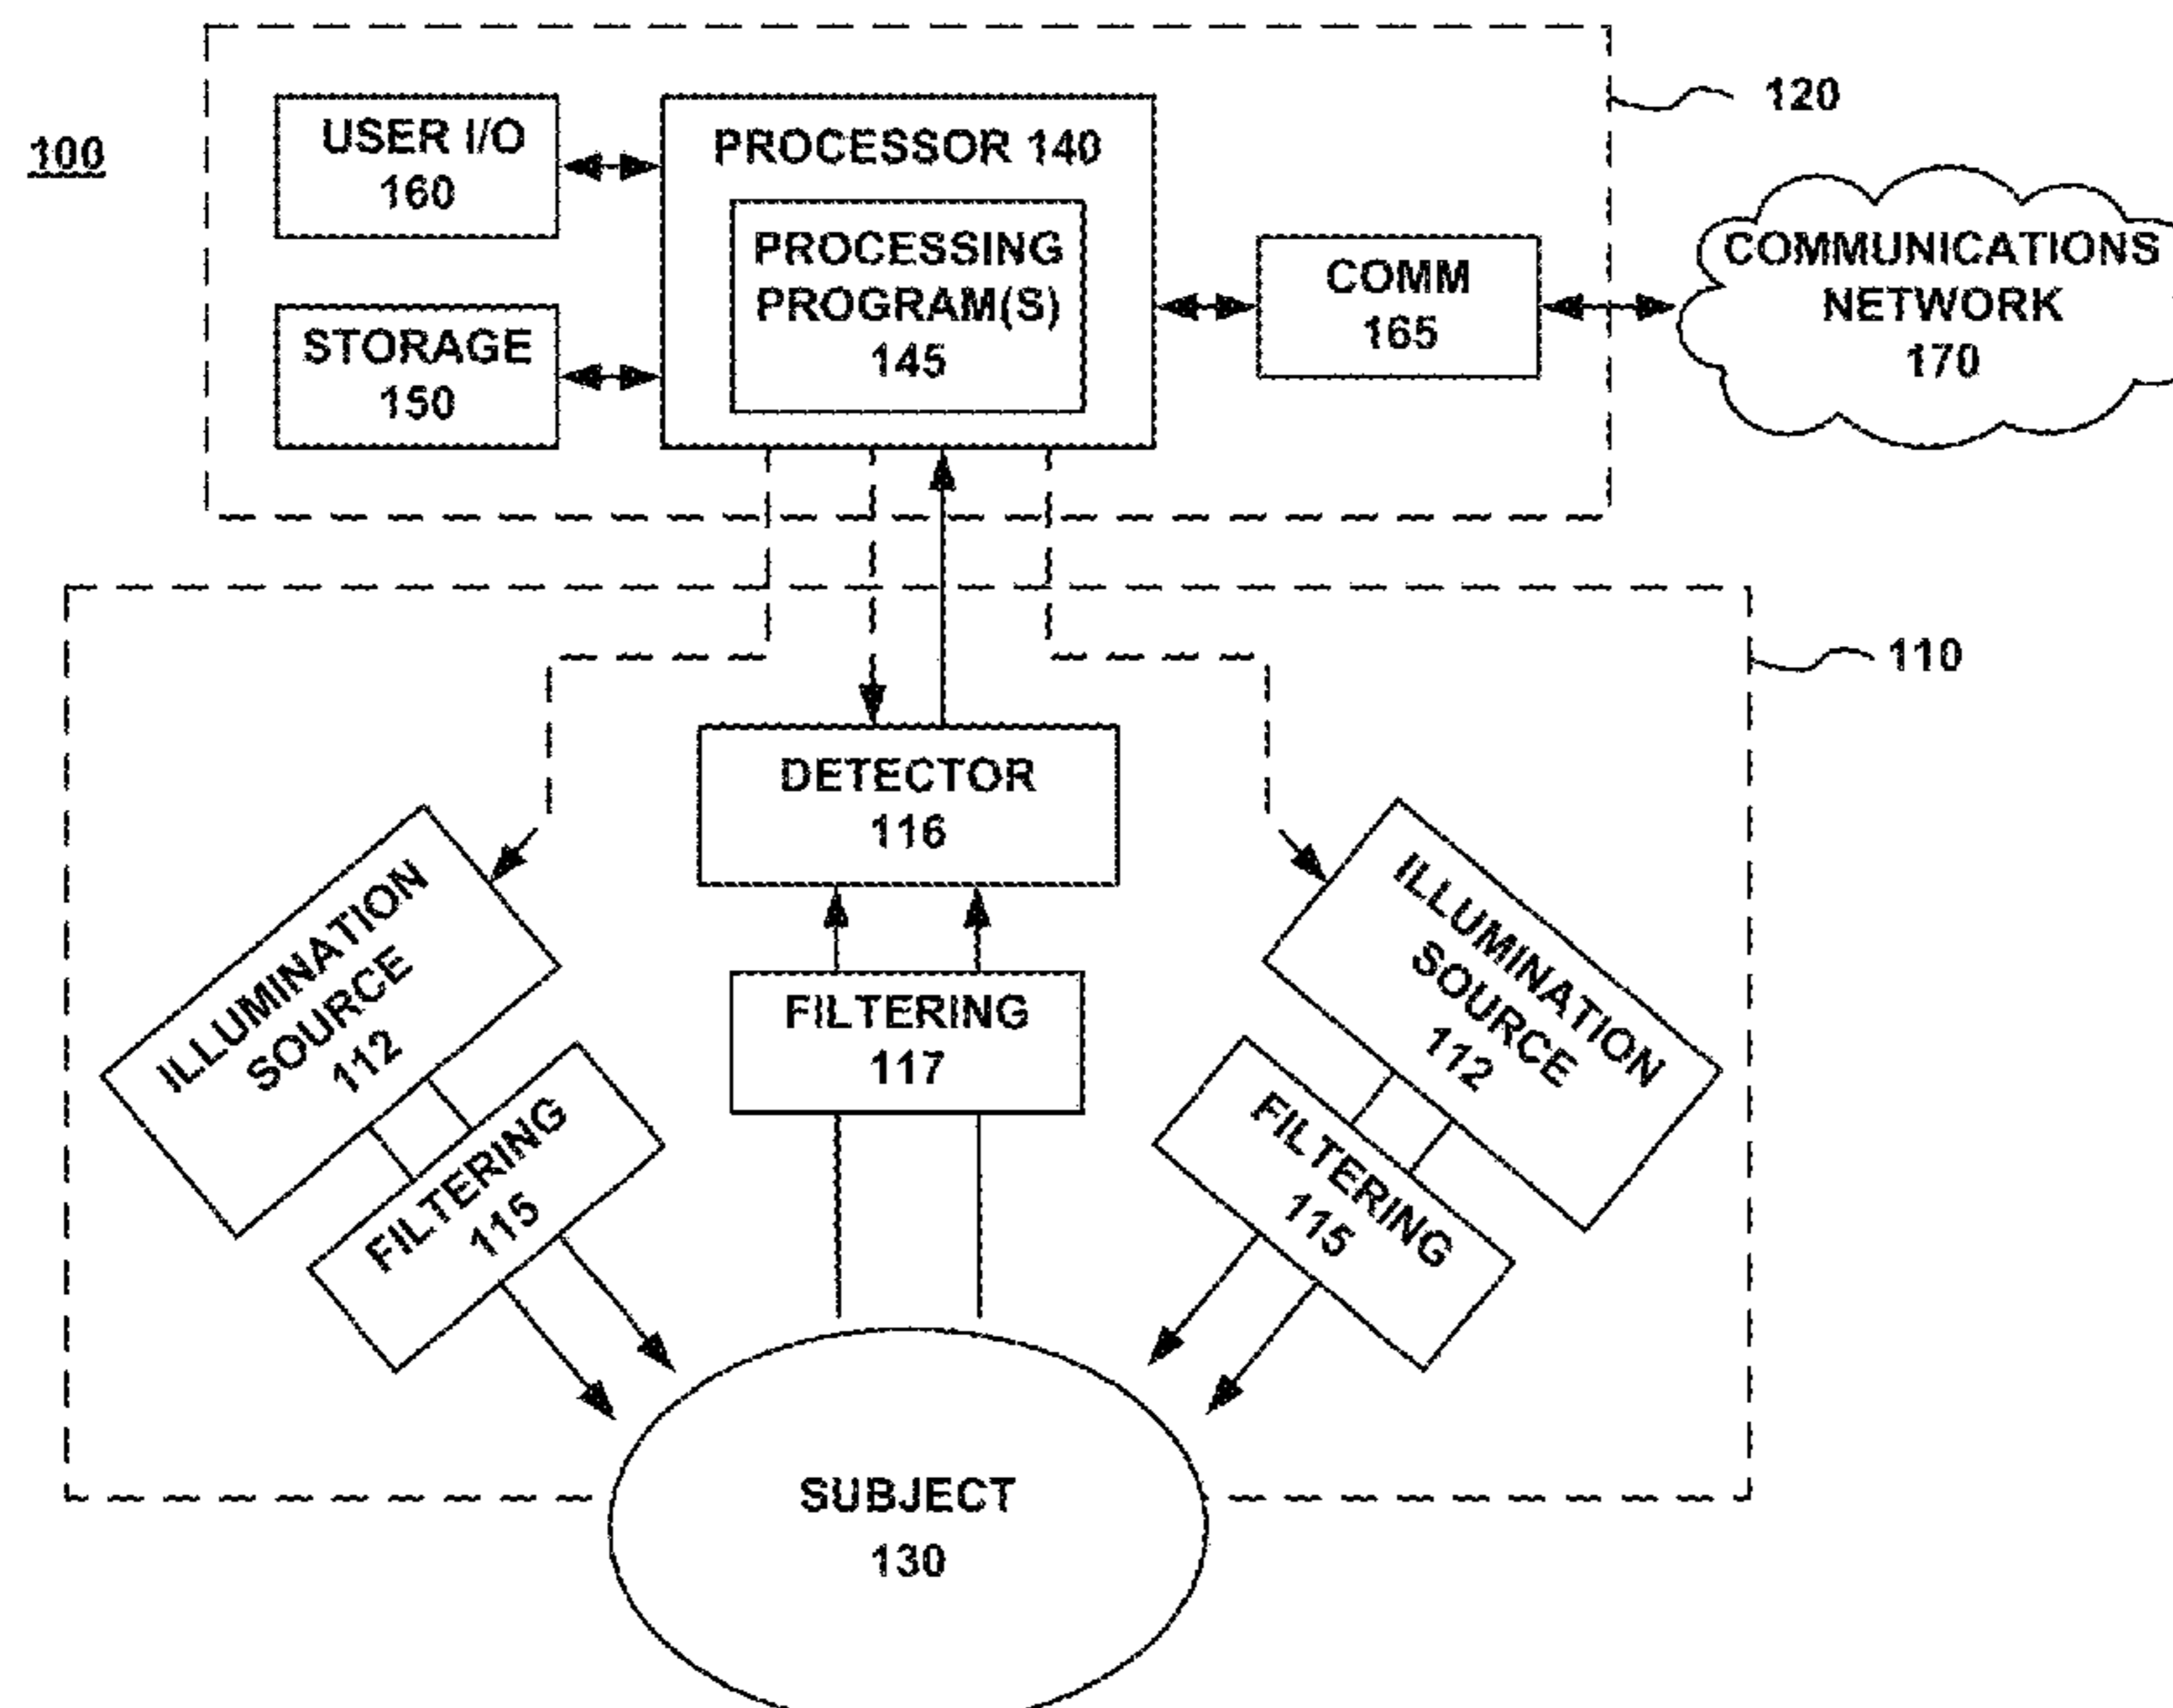 100
USER I/O
160
STORAGE
150
PROCESSOR 140
PROCESSING
PROGRAM(S)
145
COMM
165
120
COMMUNICATIONS
NETWORK
170
110
DETECTOR
116
ILLUMINATION
SOURCE
112
FILTERING
115
FILTERING
117
ILLUMINATION
SOURCE
112
FILTERING
115
SUBJECT
130